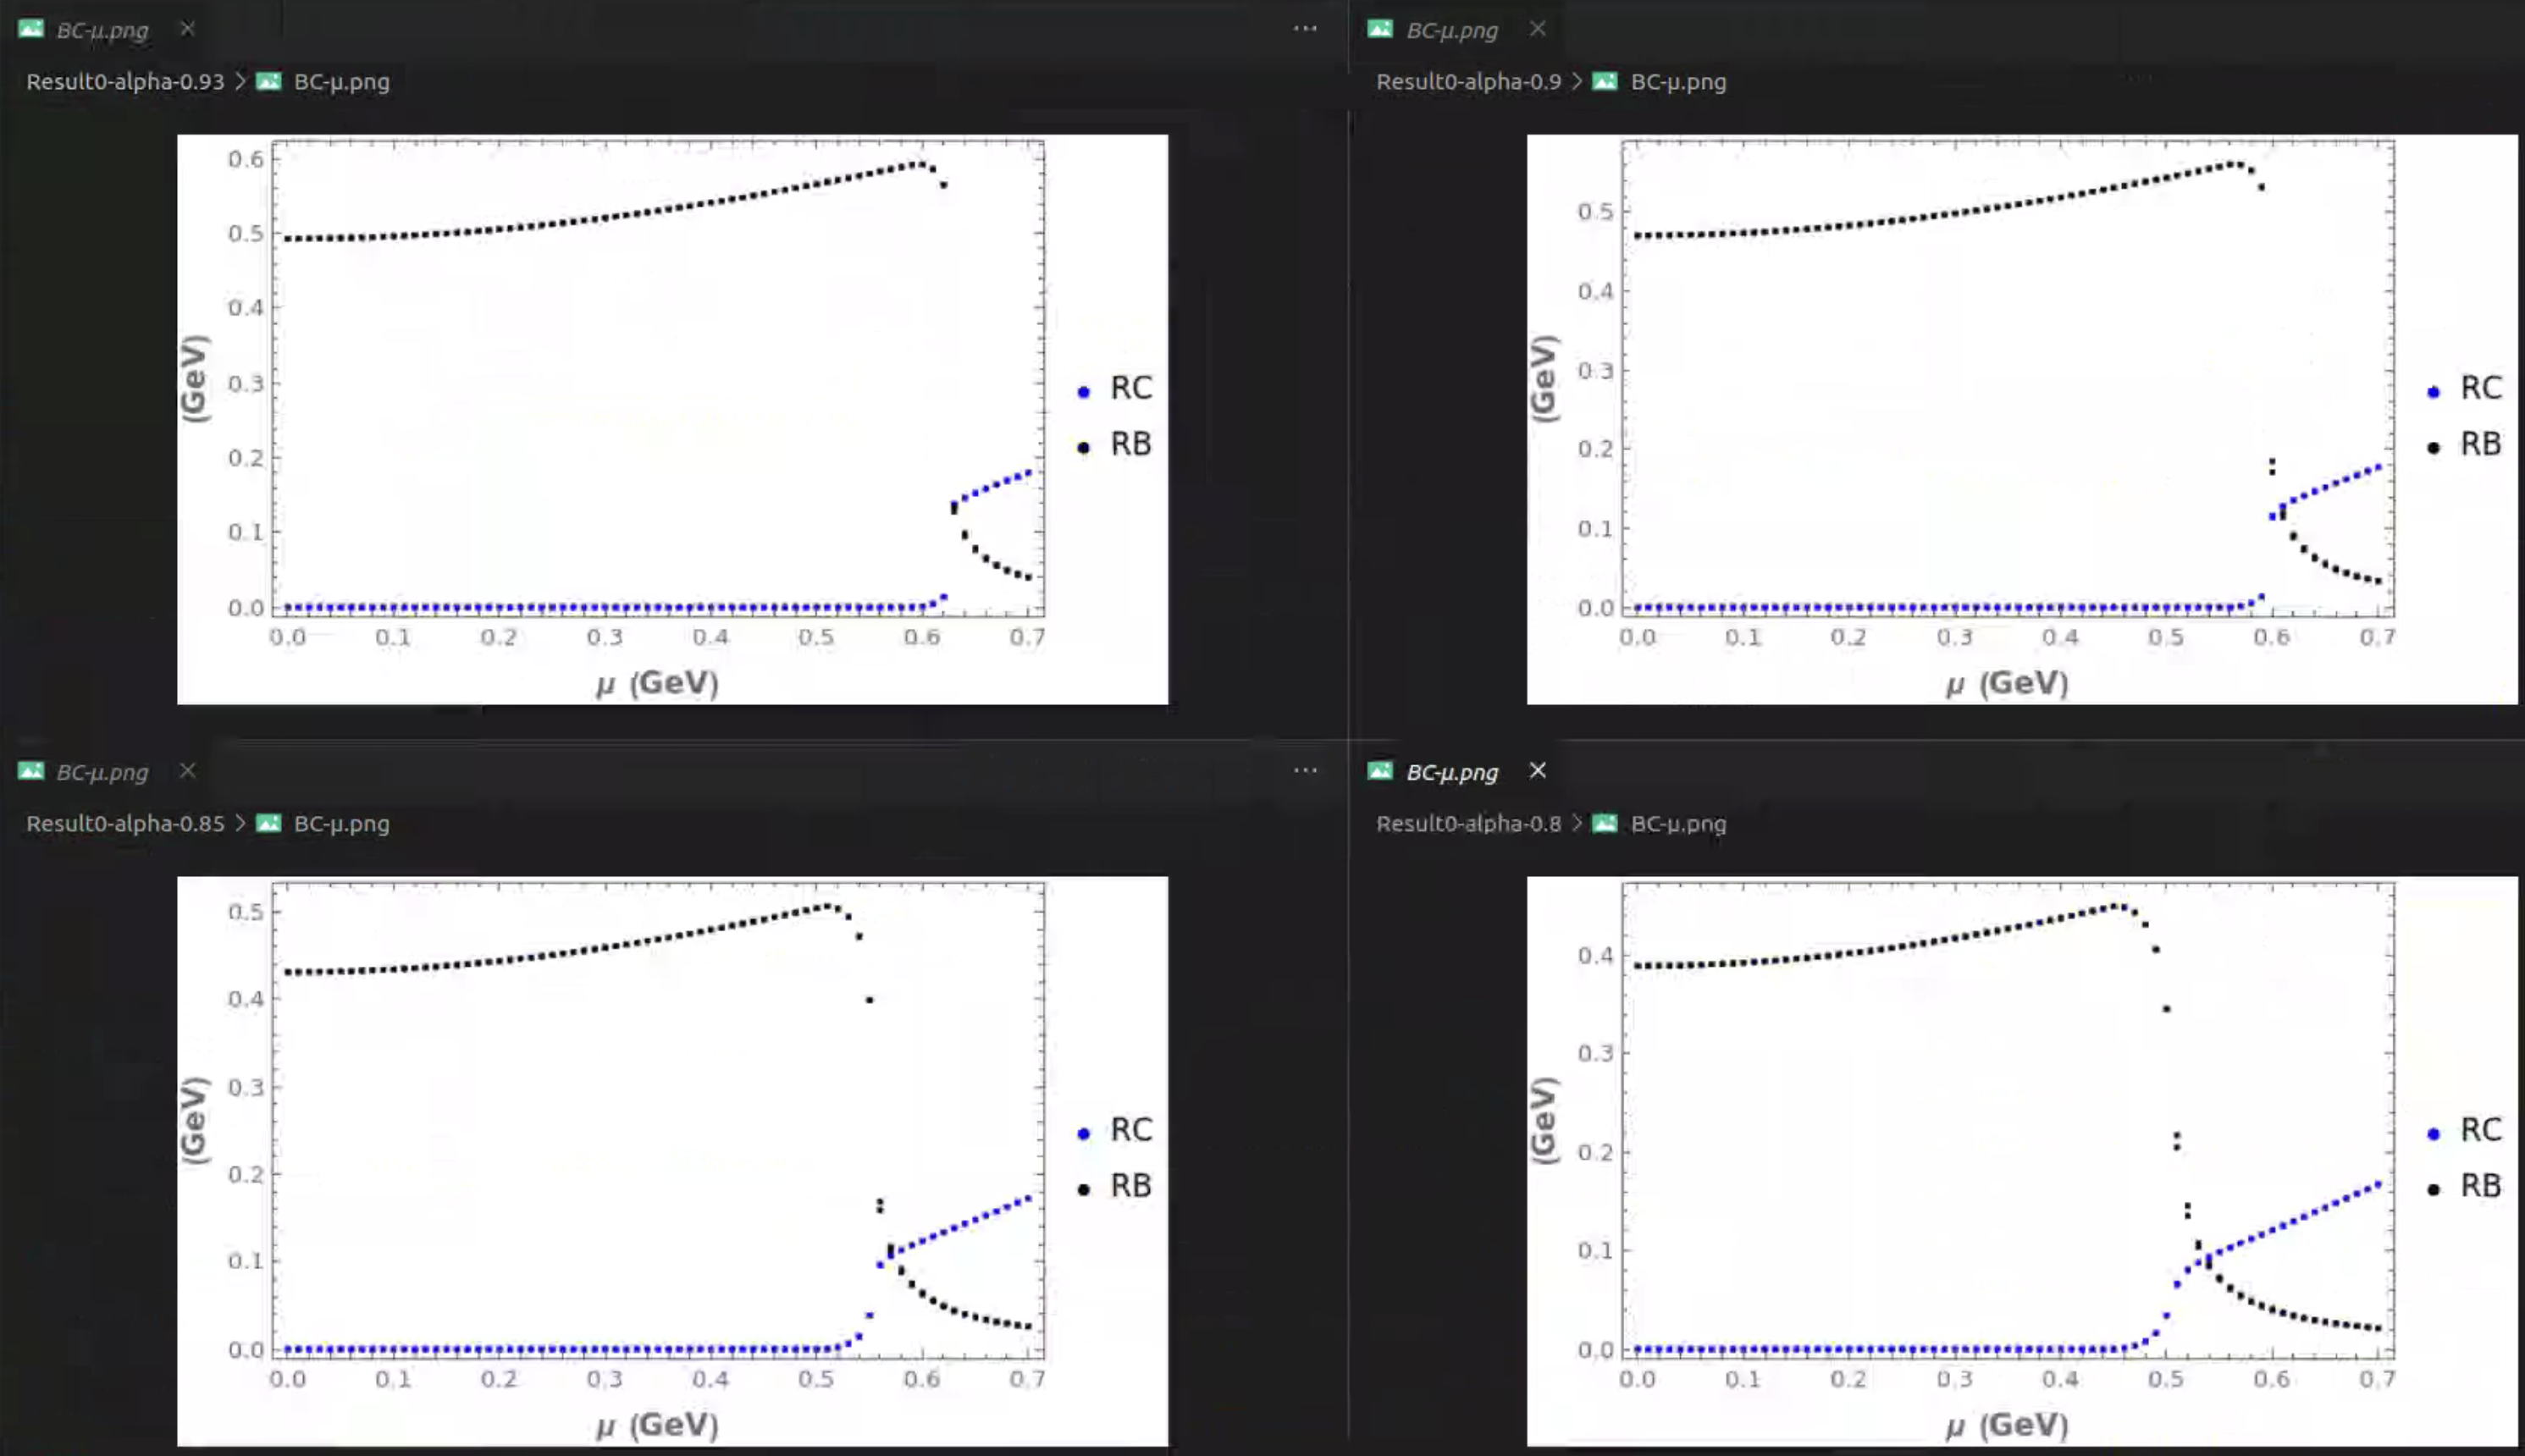 BC-μ.png
Result0-alpha-0.93 > BC-μ.png
0.6
0.5
0.4
0.3
0.2
0.1
0.0
(GeV)
0.0 0.1 0.2 0.3 0.4 0.5 0.6 0.7
μ (GeV)
RC
RB
BC-μ.png
Result0-alpha-0.9 > BC-μ.png
0.5
0.4
0.3
0.2
0.1
0.0
(GeV)
0.0 0.1 0.2 0.3 0.4 0.5 0.6 0.7
μ (GeV)
RC
RB
BC-μ.png
Result0-alpha-0.85 > BC-μ.png
0.5
0.4
0.3
0.2
0.1
0.0
(GeV)
0.0 0.1 0.2 0.3 0.4 0.5 0.6 0.7
μ (GeV)
RC
RB
BC-μ.png
Result0-alpha-0.8 > BC-μ.png
0.4
0.3
0.2
0.1
0.0
(GeV)
0.0 0.1 0.2 0.3 0.4 0.5 0.6 0.7
μ (GeV)
RC
RB